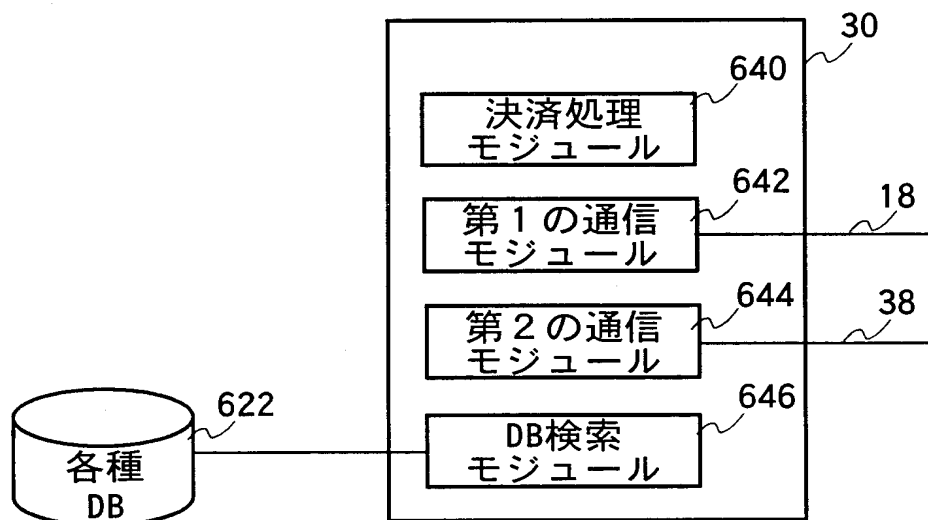 30
640
決済処理
モジュール
642
第1の通信
モジュール
18
644
第2の通信
モジュール
38
646
DB検索
モジュール
622
各種
DB